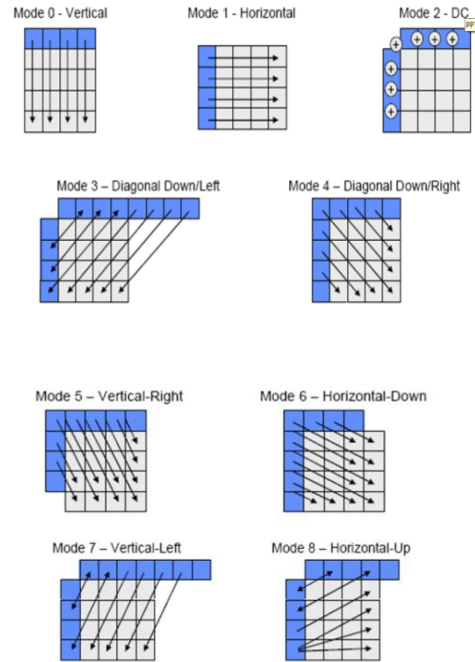 Mode 0 - Vertical
Mode 1 - Horizontal
Mode 2 - DC
Mode 3 – Diagonal Down/Left
Mode 4 – Diagonal Down/Right
Mode 5 – Vertical-Right
Mode 6 – Horizontal-Down
Mode 7 – Vertical-Left
Mode 8 – Horizontal-Up